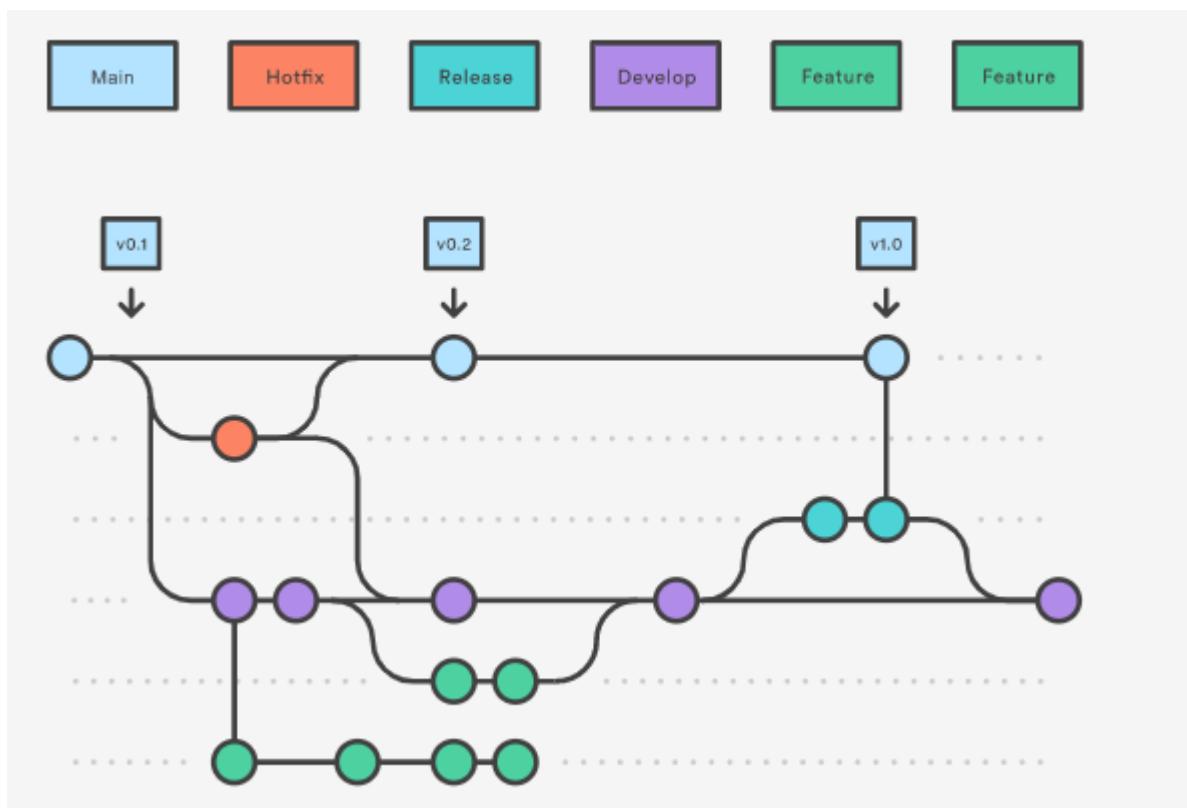 Main
Hotfix
Release
Develop
Feature
Feature
v0.1
v0.2
v1.0